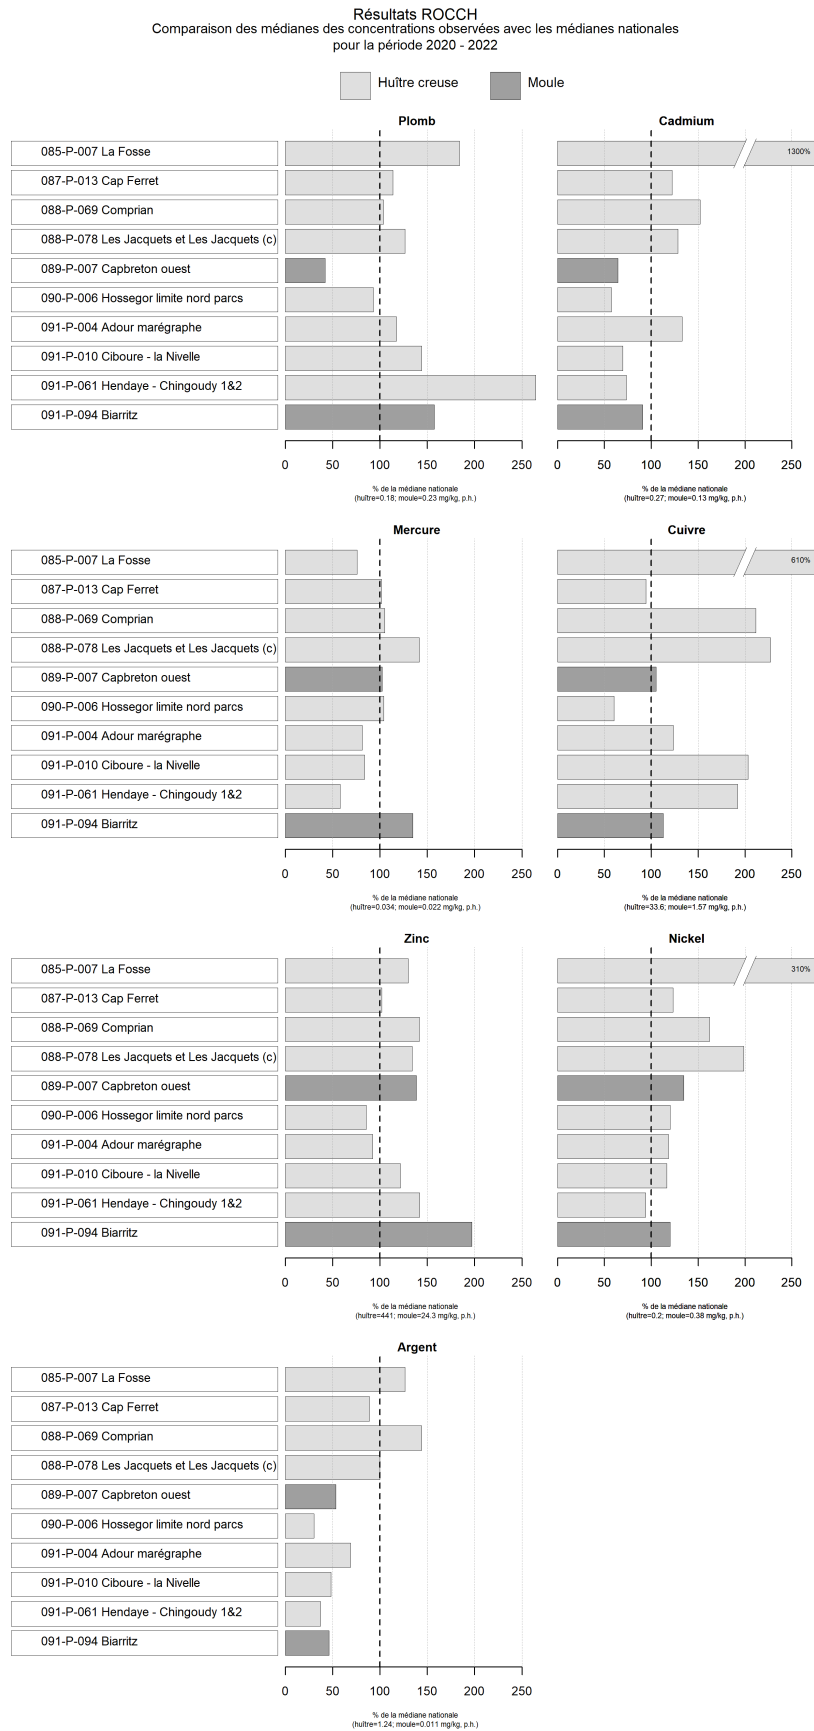 Résultats ROCCH
Comparaison des médianes des concentrations observées avec les médianes nationales
pour la période 2020 - 2022
Huître creuse
Moule
Plomb
Cadmium
085-P-007 La Fosse
1300%
087-P-013 Cap Ferret
088-P-069 Comprian
088-P-078 Les Jacquets et Les Jacquets (c)
089-P-007 Capbreton ouest
090-P-006 Hossegor limite nord parcs
091-P-004 Adour marégraphe
091-P-010 Ciboure - la Nivelle
091-P-061 Hendaye - Chingoudy 1&2
091-P-094 Biarritz
0 50 100 150 200 250
0 50 100 150 200 250
% de la médiane nationale
(huître=0.18; moule=0.23 mg/kg, p.h.)
% de la médiane nationale
(huître=0.27; moule=0.13 mg/kg, p.h.)
Mercure
Cuivre
085-P-007 La Fosse
610%
087-P-013 Cap Ferret
088-P-069 Comprian
088-P-078 Les Jacquets et Les Jacquets (c)
089-P-007 Capbreton ouest
090-P-006 Hossegor limite nord parcs
091-P-004 Adour marégraphe
091-P-010 Ciboure - la Nivelle
091-P-061 Hendaye - Chingoudy 1&2
091-P-094 Biarritz
0 50 100 150 200 250
0 50 100 150 200 250
% de la médiane nationale
(huître=0.034; moule=0.022 mg/kg, p.h.)
% de la médiane nationale
(huître=33.6; moule=1.57 mg/kg, p.h.)
Zinc
Nickel
085-P-007 La Fosse
310%
087-P-013 Cap Ferret
088-P-069 Comprian
088-P-078 Les Jacquets et Les Jacquets (c)
089-P-007 Capbreton ouest
090-P-006 Hossegor limite nord parcs
091-P-004 Adour marégraphe
091-P-010 Ciboure - la Nivelle
091-P-061 Hendaye - Chingoudy 1&2
091-P-094 Biarritz
0 50 100 150 200 250
0 50 100 150 200 250
% de la médiane nationale
(huître=441; moule=24.3 mg/kg, p.h.)
% de la médiane nationale
(huître=0.2; moule=0.38 mg/kg, p.h.)
Argent
085-P-007 La Fosse
087-P-013 Cap Ferret
088-P-069 Comprian
088-P-078 Les Jacquets et Les Jacquets (c)
089-P-007 Capbreton ouest
090-P-006 Hossegor limite nord parcs
091-P-004 Adour marégraphe
091-P-010 Ciboure - la Nivelle
091-P-061 Hendaye - Chingoudy 1&2
091-P-094 Biarritz
0 50 100 150 200 250
% de la médiane nationale
(huître=1.24; moule=0.011 mg/kg, p.h.)